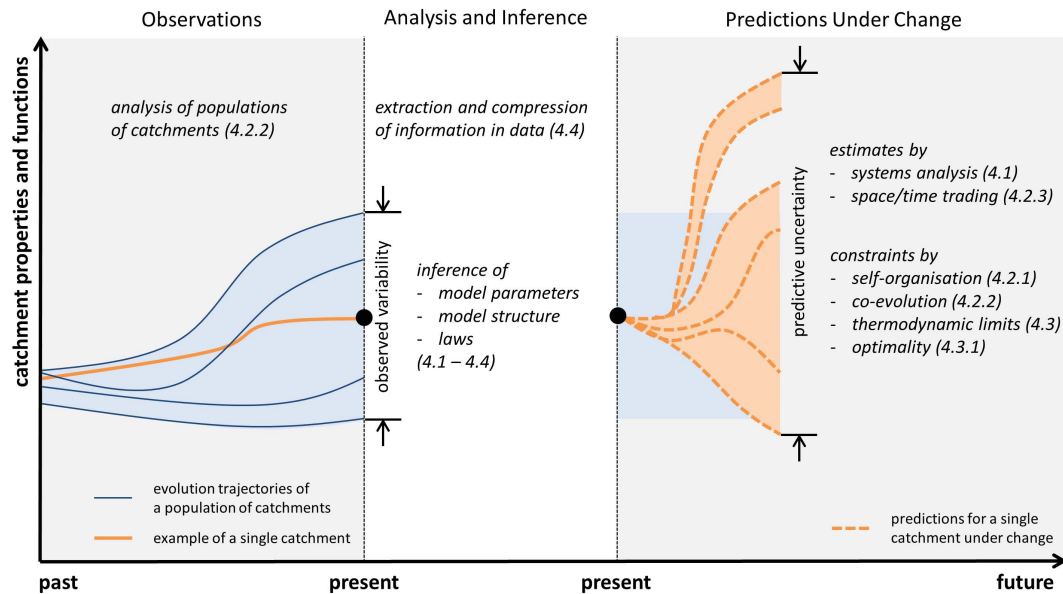 Observations
Analysis and Inference
Predictions Under Change
catchment properties and functions
analysis of populations
of catchments (4.2.2)
extraction and compression
of information in data (4.4)
observed variability
inference of
- model parameters
- model structure
- laws
(4.1 – 4.4)
predictive uncertainty
estimates by
- systems analysis (4.1)
- space/time trading (4.2.3)
constraints by
- self-organisation (4.2.1)
- co-evolution (4.2.2)
- thermodynamic limits (4.3)
- optimality (4.3.1)
evolution trajectories of
a population of catchments
example of a single catchment
predictions for a single
catchment under change
past
present
present
future